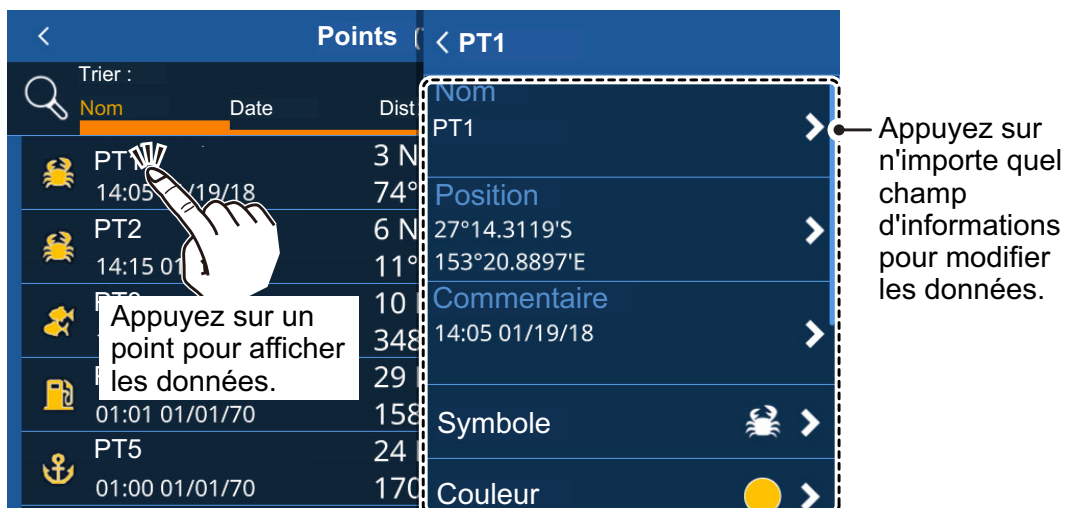 Points
Trier :
Nom Date Dist
PT1
3 N
14:05 /19/18
74°
PT2
6 N
14:15 01
11°
10
348
29
01:01 01/01/70
158
PT5
24
01:00 01/01/70
170
Appuyez sur un
point pour afficher
les données.
PT1
Nom
PT1
Position
27°14.3119'S
153°20.8897'E
Commentaire
14:05 01/19/18
Symbole
Couleur
Appuyez sur
n'importe quel
champ
d'informations
pour modifier
les données.